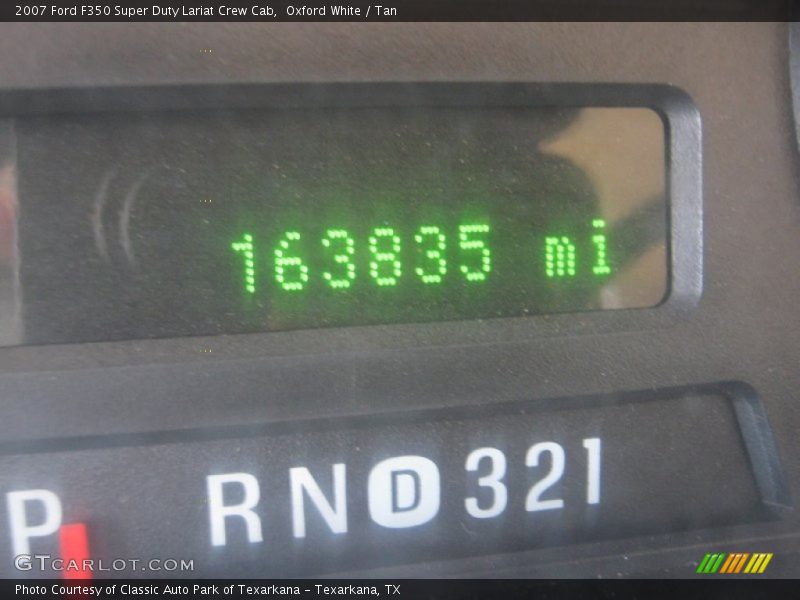 2007 Ford F350 Super Duty Lariat Crew Cab,  Oxford White / Tan
163835 mi
P R N D 3 2 1
GTCARLOT.COM
Photo Courtesy of Classic Auto Park of Texarkana - Texarkana, TX